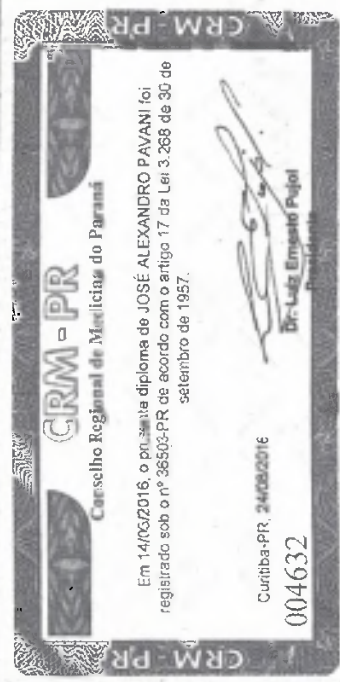 CRM-PR
CRM-PR
Conselho Regional de Medicina do Paraná
Em 14/06/2016, o presente diploma de JOSÉ ALEXANDRO PAVANI foi
registrado sob o nº 36503-PR de acordo com o artigo 17 da Lei 3.268 de 30 de
setembro de 1957.
Curitiba-PR, 24/08/2016
004632
Dr. Luiz Ernesto Pujol
Presidente
CRM-PR